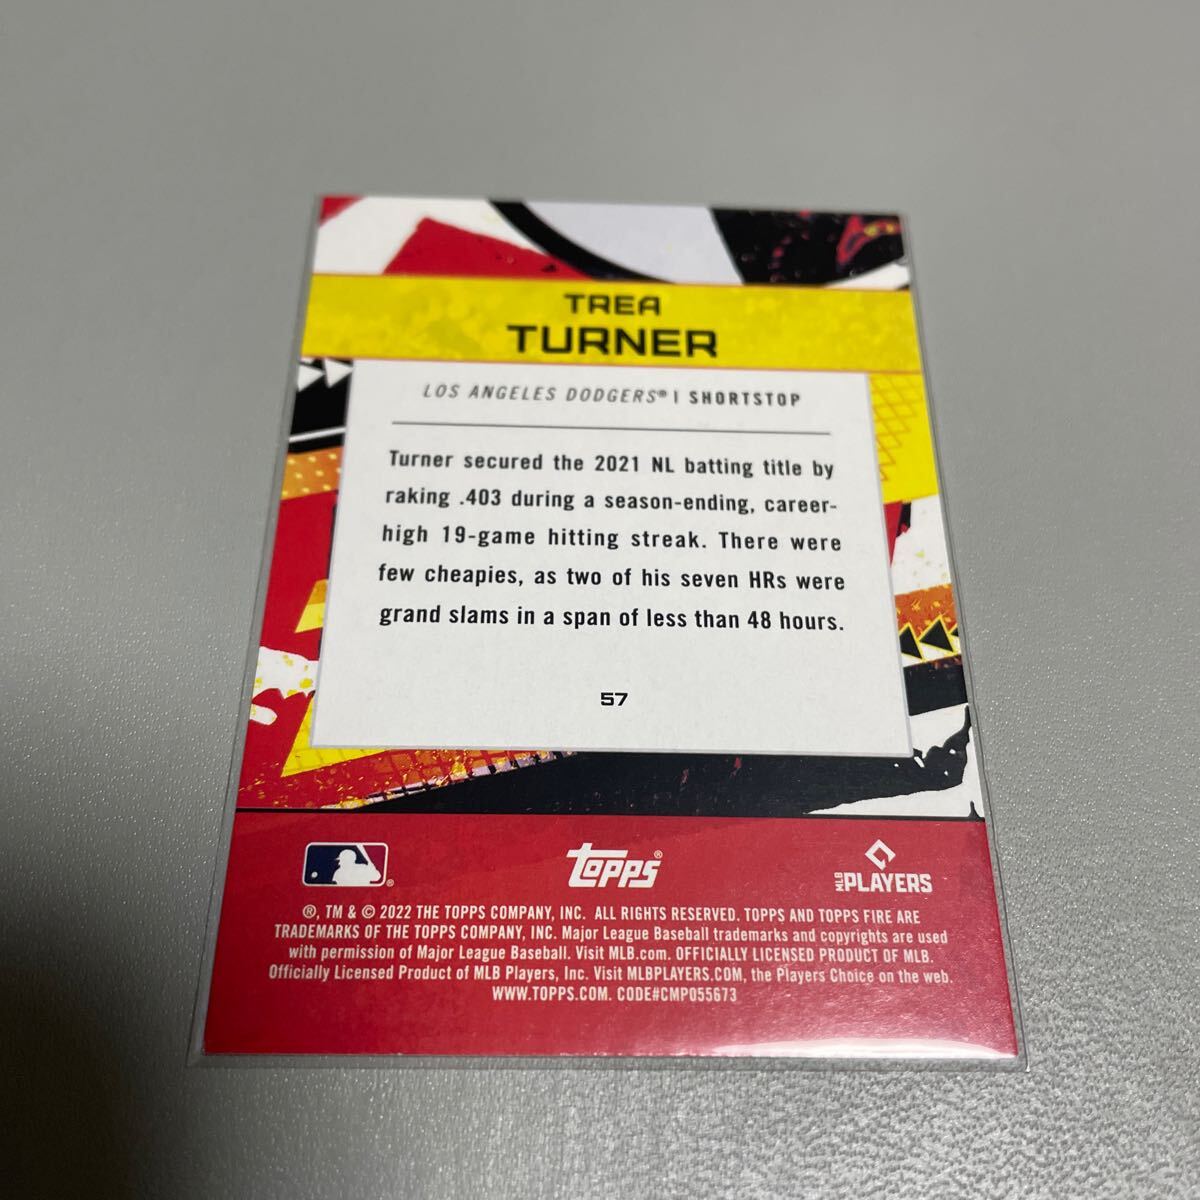 TREA
TURNER
LOS ANGELES DODGERS® | SHORTSTOP
Turner secured the 2021 NL batting title by
raking .403 during a season-ending, career-
high 19-game hitting streak. There were
few cheapies, as two of his seven HRs were
grand slams in a span of less than 48 hours.
57
®
topps®
MLB PLAYERS
®, TM & © 2022 THE TOPPS COMPANY, INC. ALL RIGHTS RESERVED. TOPPS AND TOPPS FIRE ARE
TRADEMARKS OF THE TOPPS COMPANY, INC. Major League Baseball trademarks and copyrights are used
with permission of Major League Baseball. Visit MLB.com. OFFICIALLY LICENSED PRODUCT OF MLB.
Officially Licensed Product of MLB Players, Inc. Visit MLBPLAYERS.COM, the Players Choice on the web.
WWW.TOPPS.COM. CODE#CMP055673